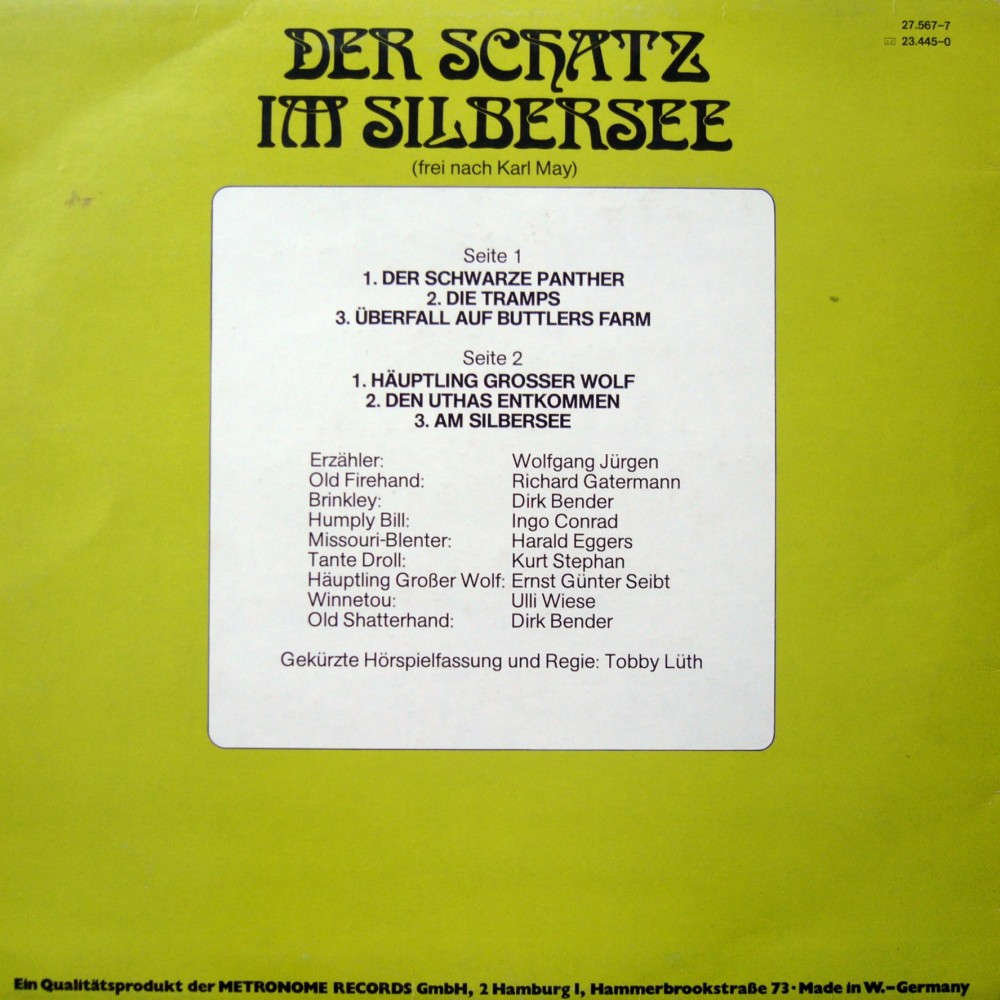 27.567-7
23.445-0
DER SCHATZ
IM SILBERSEE
(frei nach Karl May)
Seite 1
1. DER SCHWARZE PANTHER
2. DIE TRAMPS
3. ÜBERFALL AUF BUTTLERS FARM
Seite 2
1. HÄUPTLING GROSSER WOLF
2. DEN UTHAS ENTKOMMEN
3. AM SILBERSEE
Erzähler: Wolfgang Jürgen
Old Firehand: Richard Gatermann
Brinkley: Dirk Bender
Humply Bill: Ingo Conrad
Missouri-Blenter: Harald Eggers
Tante Droll: Kurt Stephan
Häuptling Großer Wolf: Ernst Günter Seibt
Winnetou: Ulli Wiese
Old Shatterhand: Dirk Bender
Gekürzte Hörspielfassung und Regie: Tobby Lüth
Ein Qualitätsprodukt der METRONOME RECORDS GmbH, 2 Hamburg 1, Hammerbrookstraße 73 · Made in W.-Germany